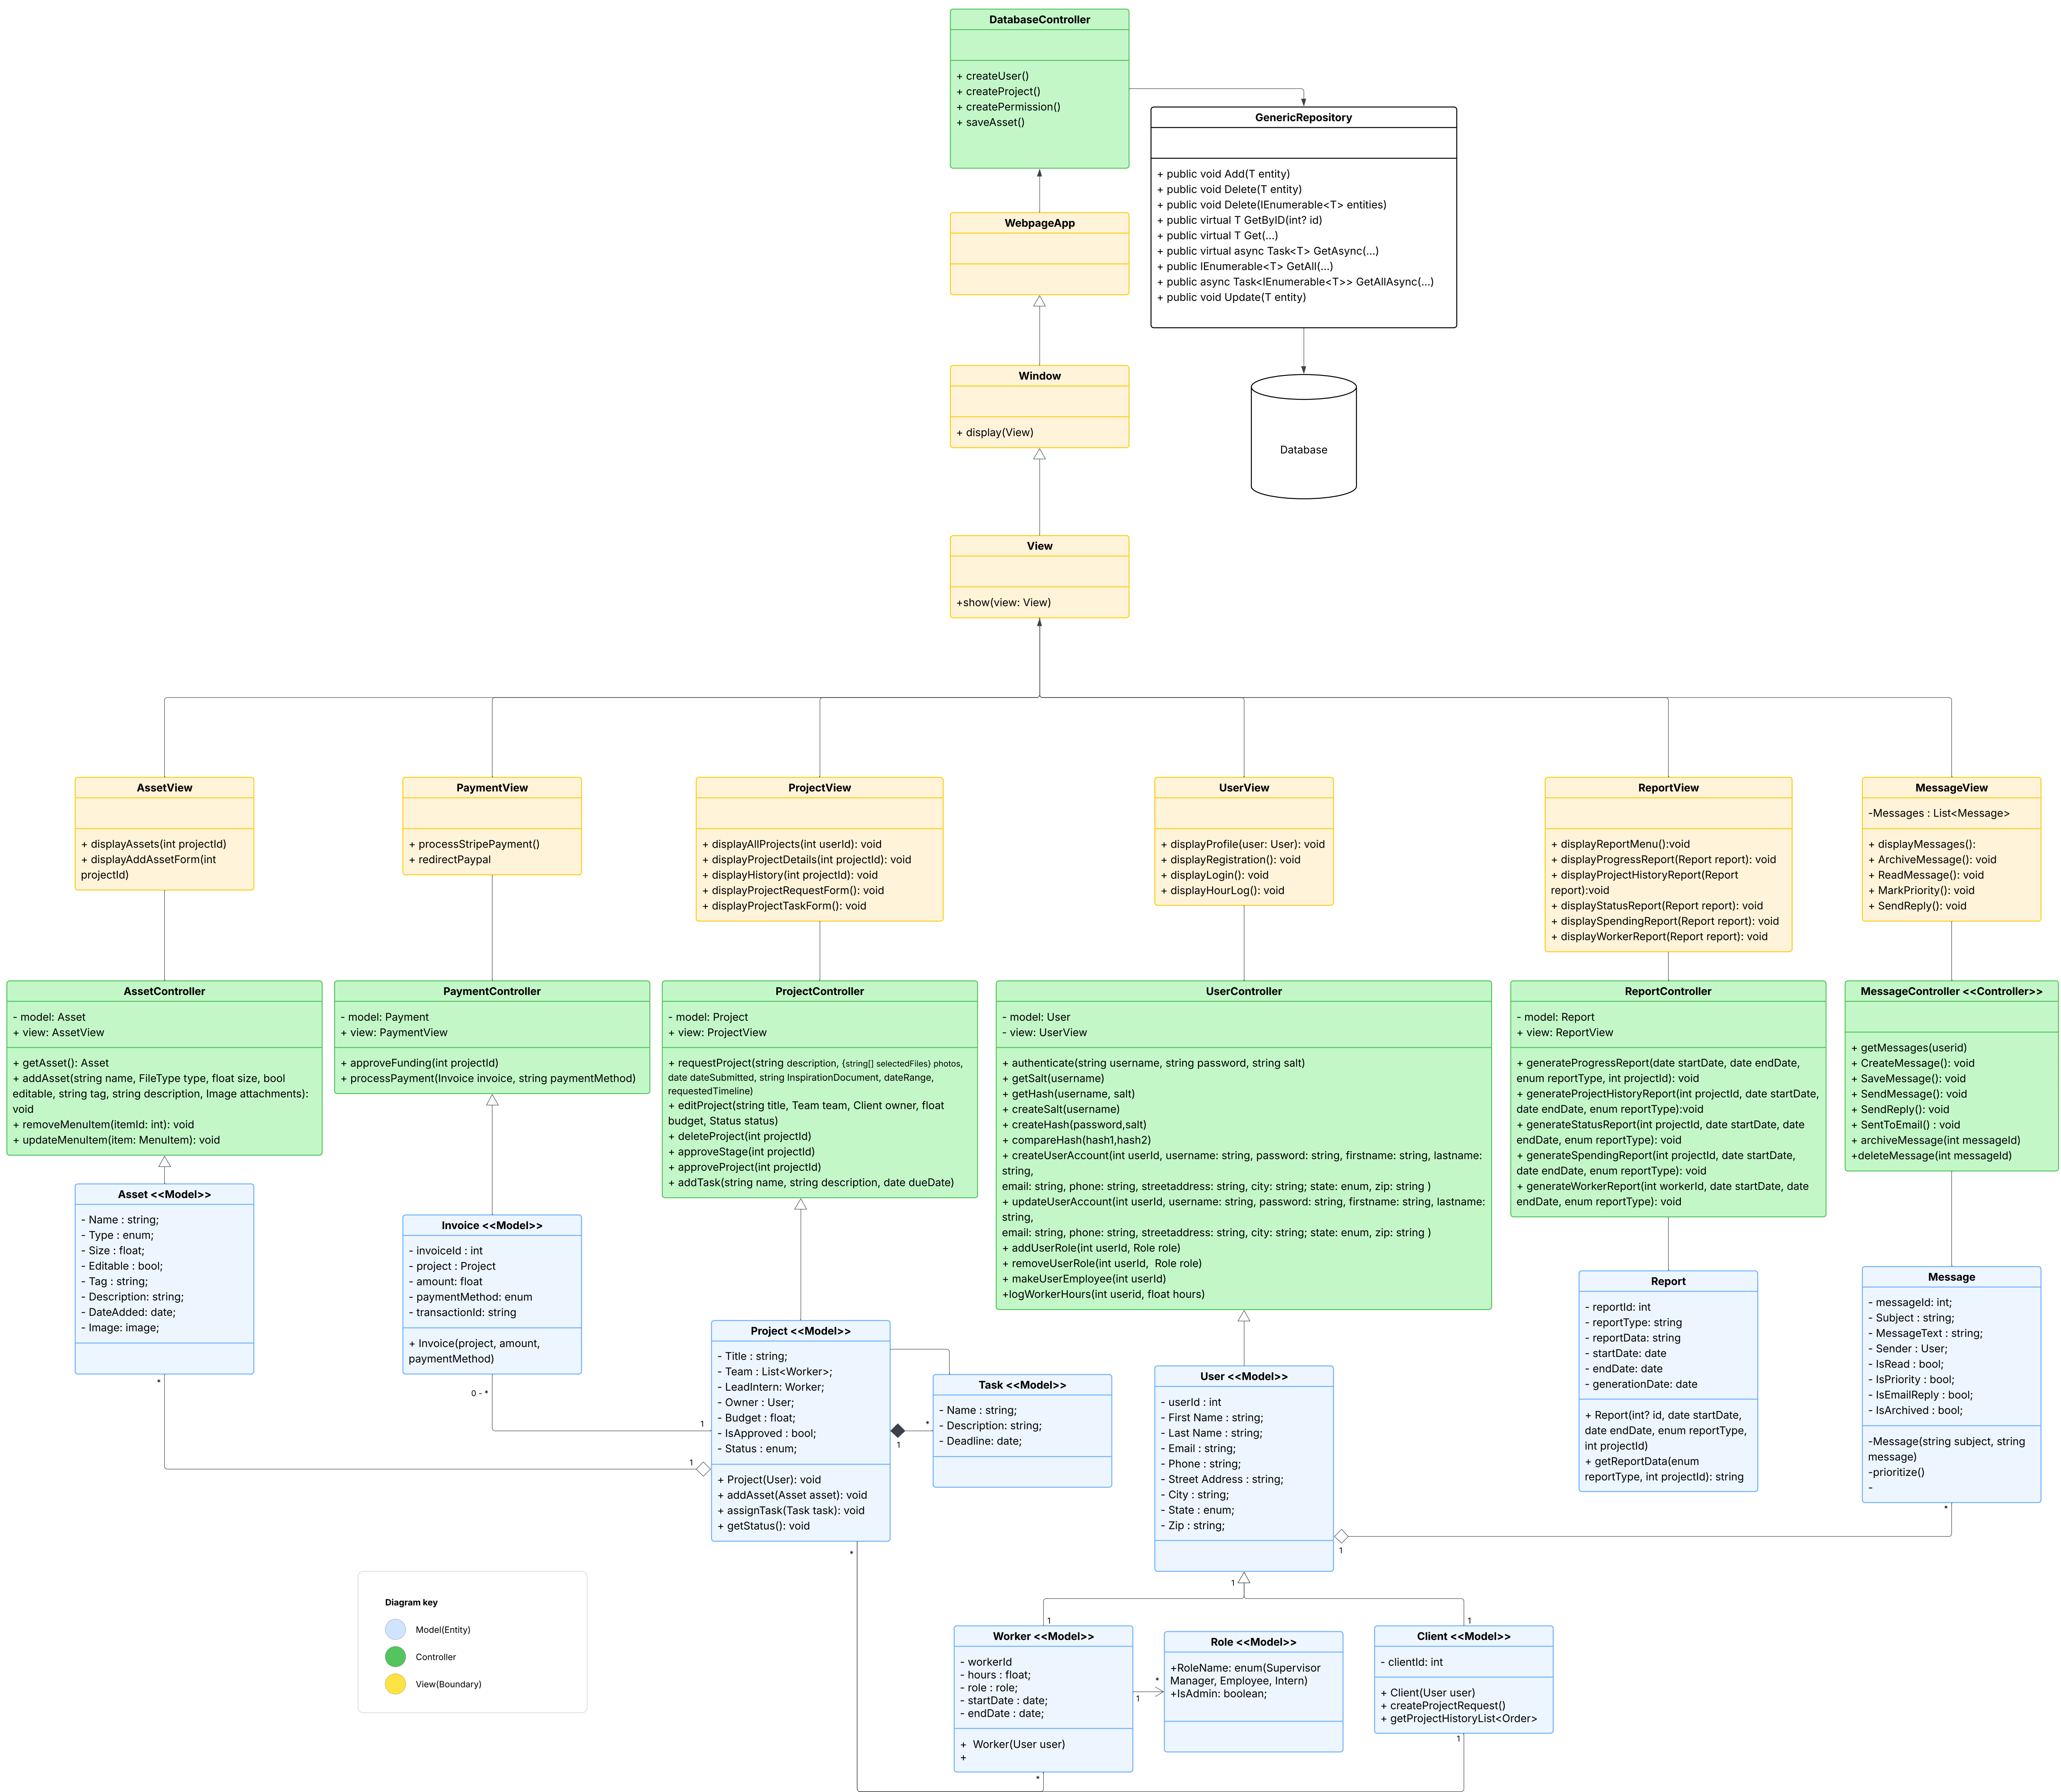 DatabaseController
+ createUser()
+ createProject()
+ createPermission()
+ saveAsset()
GenericRepository
+ public void Add(T entity)
+ public void Delete(T entity)
+ public void Delete(IEnumerable<T> entities)
+ public virtual T GetByID(int? id)
+ public virtual T Get(...)
+ public virtual async Task<T> GetAsync(...)
+ public IEnumerable<T> GetAll(...)
+ public async Task<IEnumerable<T>> GetAllAsync(...)
+ public void Update(T entity)
WebpageApp
Window
+ display(View)
Database
View
+show(view: View)
AssetView
+ displayAssets(int projectId)
+ displayAddAssetForm(int
projectId)
PaymentView
+ processStripePayment()
+ redirectPaypal
ProjectView
+ displayAllProjects(int userId): void
+ displayProjectDetails(int projectId): void
+ displayHistory(int projectId): void
+ displayProjectRequestForm(): void
+ displayProjectTaskForm(): void
UserView
+ displayProfile(user: User): void
+ displayRegistration(): void
+ displayLogin(): void
+ displayHourLog(): void
ReportView
+ displayReportMenu():void
+ displayProgressReport(Report report): void
+ displayProjectHistoryReport(Report
report):void
+ displayStatusReport(Report report): void
+ displaySpendingReport(Report report): void
+ displayWorkerReport(Report report): void
MessageView
-Messages : List<Message>
+ displayMessages():
+ ArchiveMessage(): void
+ ReadMessage(): void
+ MarkPriority(): void
+ SendReply(): void
AssetController
- model: Asset
+ view: AssetView
+ getAsset(): Asset
+ addAsset(string name, FileType type, float size, bool
editable, string tag, string description, Image attachments):
void
+ removeMenuItem(itemId: int): void
+ updateMenuItem(item: MenuItem): void
PaymentController
- model: Payment
+ view: PaymentView
+ approveFunding(int projectId)
+ processPayment(Invoice invoice, string paymentMethod)
ProjectController
- model: Project
+ view: ProjectView
+ requestProject(string description, {string[] selectedFiles} photos,
date dateSubmitted, string InspirationDocument, dateRange,
requestedTimeline)
+ editProject(string title, Team team, Client owner, float
budget, Status status)
+ deleteProject(int projectId)
+ approveStage(int projectId)
+ approveProject(int projectId)
+ addTask(string name, string description, date dueDate)
UserController
- model: User
- view: UserView
+ authenticate(string username, string password, string salt)
+ getSalt(username)
+ getHash(username, salt)
+ createSalt(username)
+ createHash(password,salt)
+ compareHash(hash1,hash2)
+ createUserAccount(int userId, username: string, password: string, firstname: string, lastname:
string,
email: string, phone: string, streetaddress: string, city: string; state: enum, zip: string )
+ updateUserAccount(int userId, username: string, password: string, firstname: string, lastname:
string,
email: string, phone: string, streetaddress: string, city: string; state: enum, zip: string )
+ addUserRole(int userId, Role role)
+ removeUserRole(int userId,  Role role)
+ makeUserEmployee(int userId)
+logWorkerHours(int userid, float hours)
ReportController
- model: Report
+ view: ReportView
+ generateProgressReport(date startDate, date endDate,
enum reportType, int projectId): void
+ generateProjectHistoryReport(int projectId, date startDate,
date endDate, enum reportType):void
+ generateStatusReport(int projectId, date startDate, date
endDate, enum reportType): void
+ generateSpendingReport(int projectId, date startDate,
date endDate, enum reportType): void
+ generateWorkerReport(int workerId, date startDate, date
endDate, enum reportType): void
MessageController <<Controller>>
+ getMessages(userid)
+ CreateMessage(): void
+ SaveMessage(): void
+ SendMessage(): void
+ SendReply(): void
+ SentToEmail() : void
+ archiveMessage(int messageId)
+deleteMessage(int messageId)
Asset <<Model>>
- Name : string;
- Type : enum;
- Size : float;
- Editable : bool;
- Tag : string;
- Description: string;
- DateAdded: date;
- Image: image;
*
Invoice <<Model>>
- invoiceId : int
- project : Project
- amount: float
- paymentMethod: enum
- transactionId: string
+ Invoice(project, amount,
paymentMethod)
0 - *
1
1
Project <<Model>>
- Title : string;
- Team : List<Worker>;
- LeadIntern: Worker;
- Owner : User;
- Budget : float;
- IsApproved : bool;
- Status : enum;
+ Project(User): void
+ addAsset(Asset asset): void
+ assignTask(Task task): void
+ getStatus(): void
*
1
*
Task <<Model>>
- Name : string;
- Description: string;
- Deadline: date;
User <<Model>>
- userId : int
- First Name : string;
- Last Name : string;
- Email : string;
- Phone : string;
- Street Address : string;
- City : string;
- State : enum;
- Zip : string;
1
1
Report
- reportId: int
- reportType: string
- reportData: string
- startDate: date
- endDate: date
- generationDate: date
+ Report(int? id, date startDate,
date endDate, enum reportType,
int projectId)
+ getReportData(enum
reportType, int projectId): string
Message
- messageId: int;
- Subject : string;
- MessageText : string;
- Sender : User;
- IsRead : bool;
- IsPriority : bool;
- IsEmailReply : bool;
- IsArchived : bool;
-Message(string subject, string
message)
-prioritize()
-
*
Diagram key
Model(Entity)
Controller
View(Boundary)
1
Worker <<Model>>
- workerId
- hours : float;
- role : role;
- startDate : date;
- endDate : date;
+  Worker(User user)
+
*
1
*
Role <<Model>>
+RoleName: enum(Supervisor
Manager, Employee, Intern)
+IsAdmin: boolean;
1
Client <<Model>>
- clientId: int
+ Client(User user)
+ createProjectRequest()
+ getProjectHistoryList<Order>
1